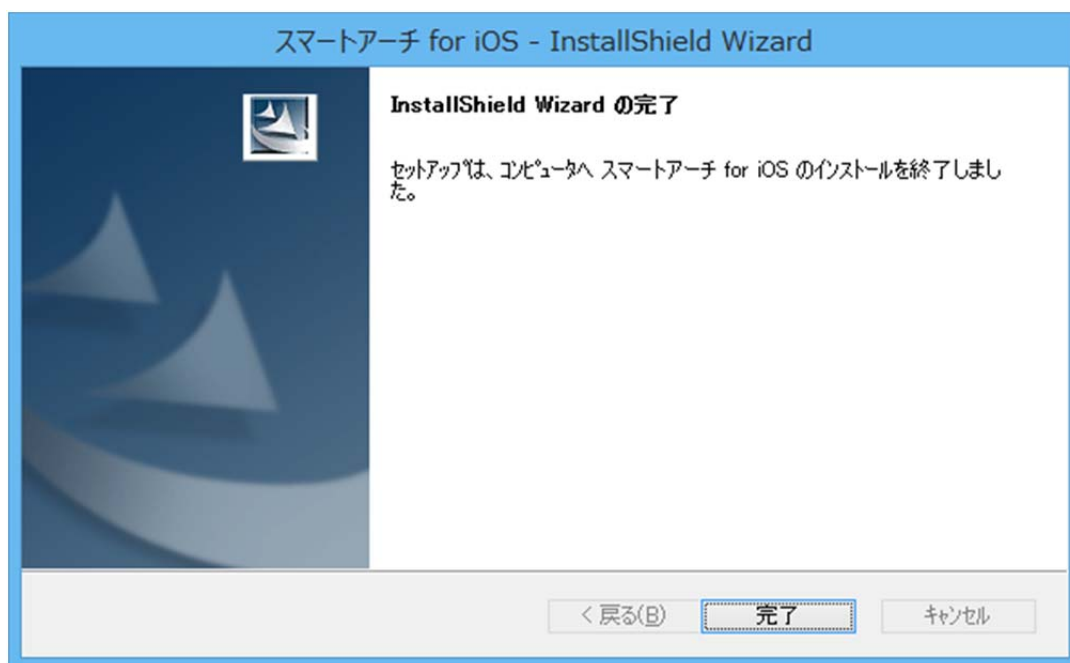 スマートアーチ for iOS - InstallShield Wizard
InstallShield Wizard の完了
セットアップは、コンピュータへ スマートアーチ for iOS のインストールを終了しまし
た。
< 戻る(B)
完了
キャンセル